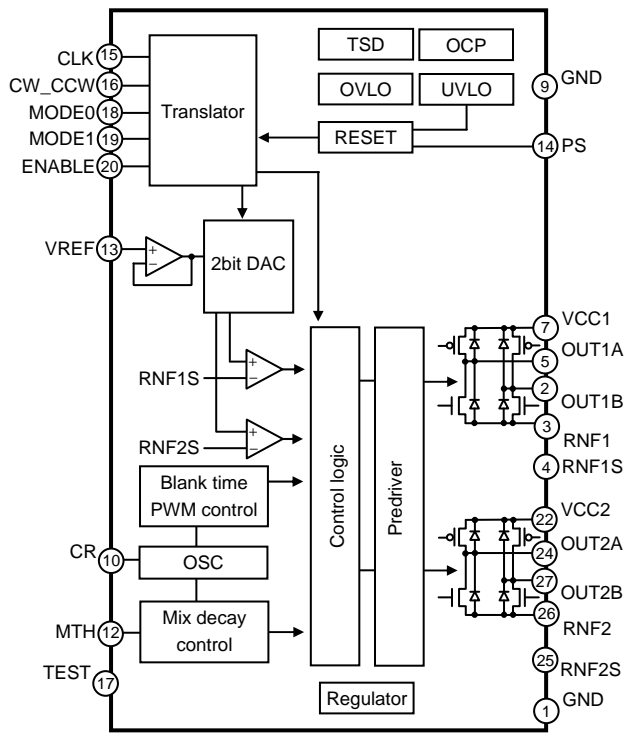 15
CLK
16
CW_CCW
18
MODE0
19
MODE1
20
ENABLE
Translator
TSD
OCP
OVLO
UVLO
RESET
9
GND
14
PS
13
VREF
+
−
2bit DAC
RNF1S
+
−
RNF2S
+
−
Blank time
PWM control
OSC
Mix decay
control
10
CR
12
MTH
17
TEST
Control logic
Predriver
7
VCC1
5
OUT1A
2
OUT1B
3
RNF1
4
RNF1S
22
VCC2
24
OUT2A
27
OUT2B
26
RNF2
25
RNF2S
1
GND
Regulator